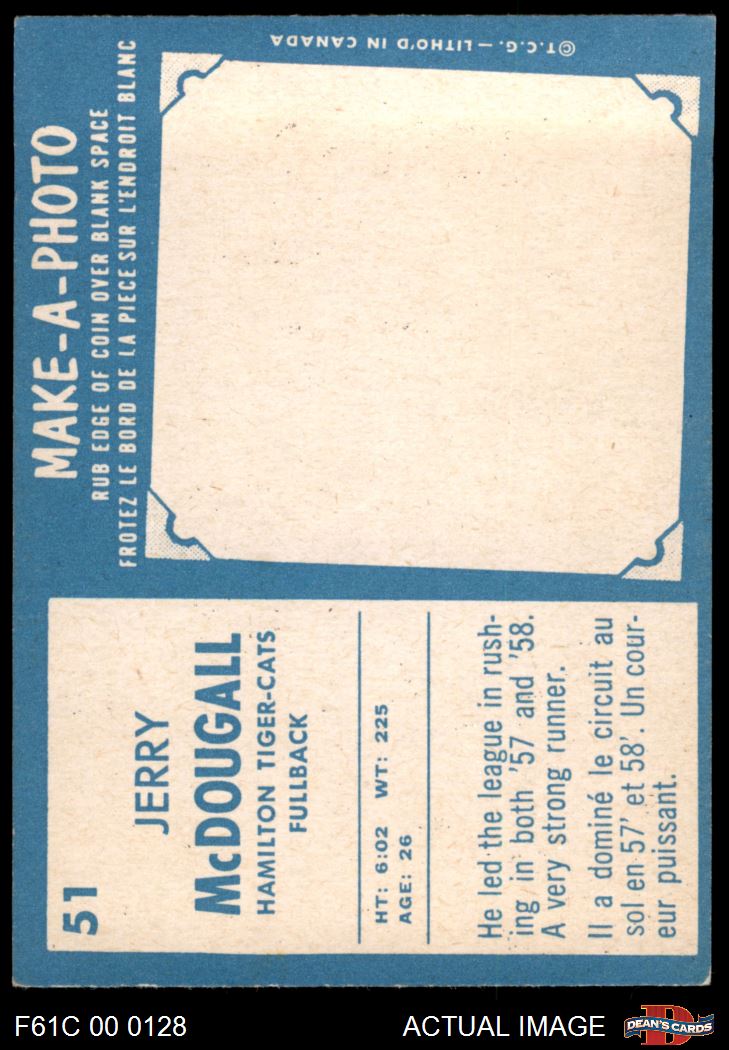 51
JERRY
McDOUGALL
HAMILTON TIGER-CATS
FULLBACK
HT: 6:02 WT: 225
AGE: 26
He led the league in rush-
ing in both '57 and '58.
A very strong runner.
Il a dominé le circuit au
sol en 57' et 58'. Un cour-
eur puissant.
MAKE-A-PHOTO
RUB EDGE OF COIN OVER BLANK SPACE
FROTEZ LE BORD DE LA PIECE SUR L'ENDROIT BLANC
©T.C.G. — LITHO'D IN CANADA
F61C 00 0128
ACTUAL IMAGE
D
DEAN'S CARDS